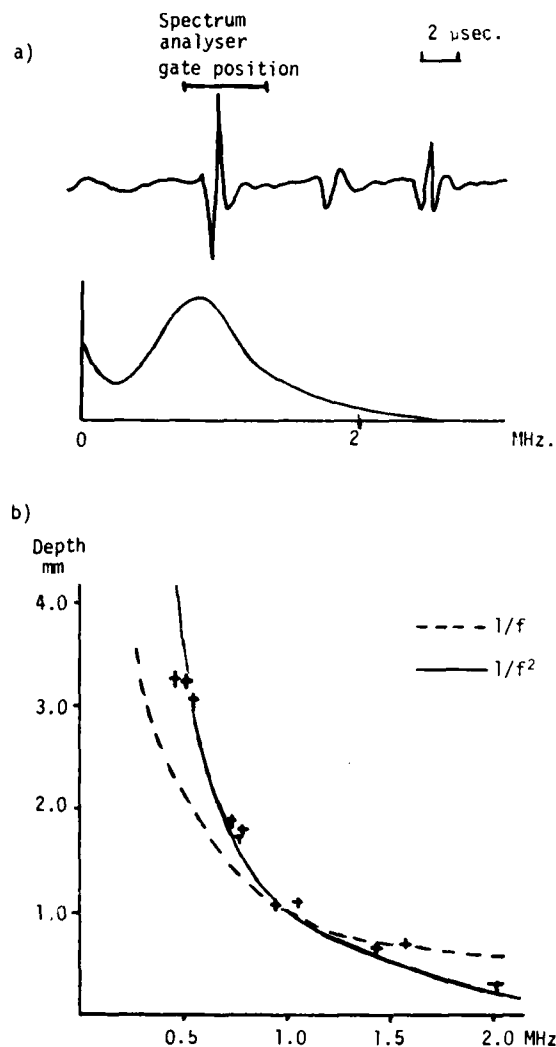 a)
Spectrum
analyser
gate position
2 μsec.
0
2
MHz.
b)
Depth
mm
4.0
3.0
2.0
1.0
1/f
1/f²
0.5
1.0
1.5
2.0 MHz